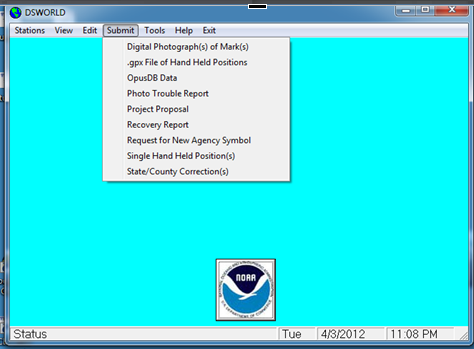 DSWORLD
Stations View Edit Submit Tools Help Exit
Digital Photograph(s) of Mark(s)
.gpx File of Hand Held Positions
OpusDB Data
Photo Trouble Report
Project Proposal
Recovery Report
Request for New Agency Symbol
Single Hand Held Position(s)
State/County Correction(s)
NOAA
Status Tue 4/3/2012 11:08 PM